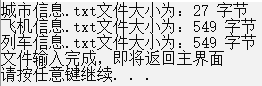 城市信息.txt文件大小为：27 字节
飞机信息.txt文件大小为：549 字节
列车信息.txt文件大小为：549 字节
文件输入完成，即将返回主界面
请按任意键继续. . .